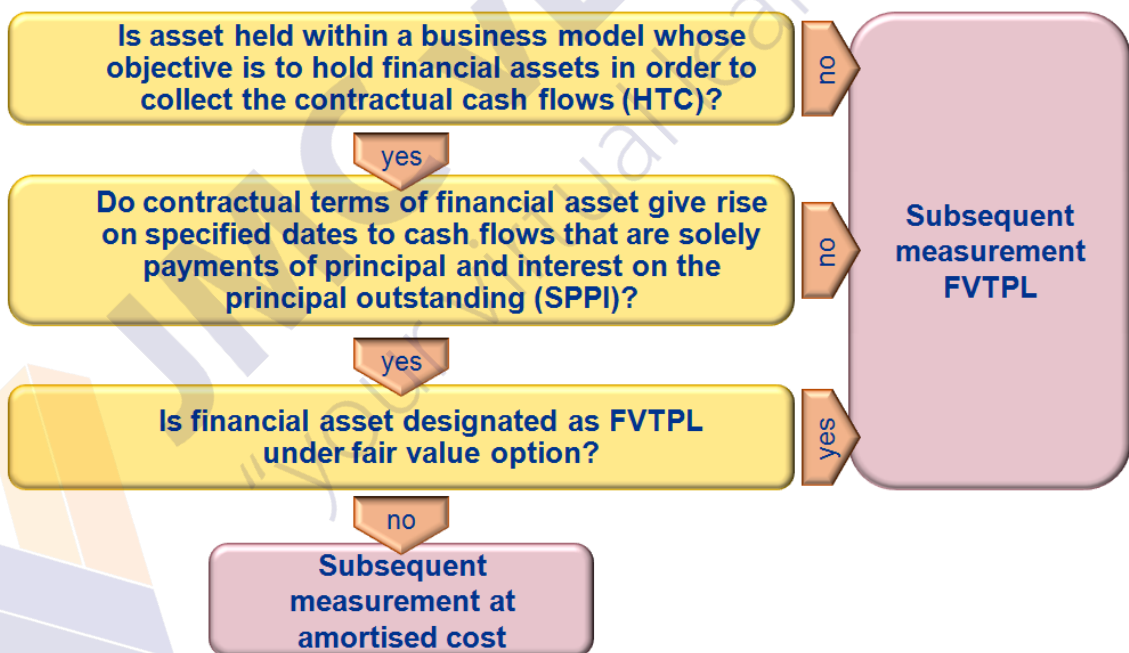 Is asset held within a business model whose
objective is to hold financial assets in order to
collect the contractual cash flows (HTC)?
no
yes
Do contractual terms of financial asset give rise
on specified dates to cash flows that are solely
payments of principal and interest on the
principal outstanding (SPPI)?
no
Subsequent
measurement
FVTPL
yes
Is financial asset designated as FVTPL
under fair value option?
yes
no
Subsequent
measurement at
amortised cost
JMC
"your virtual